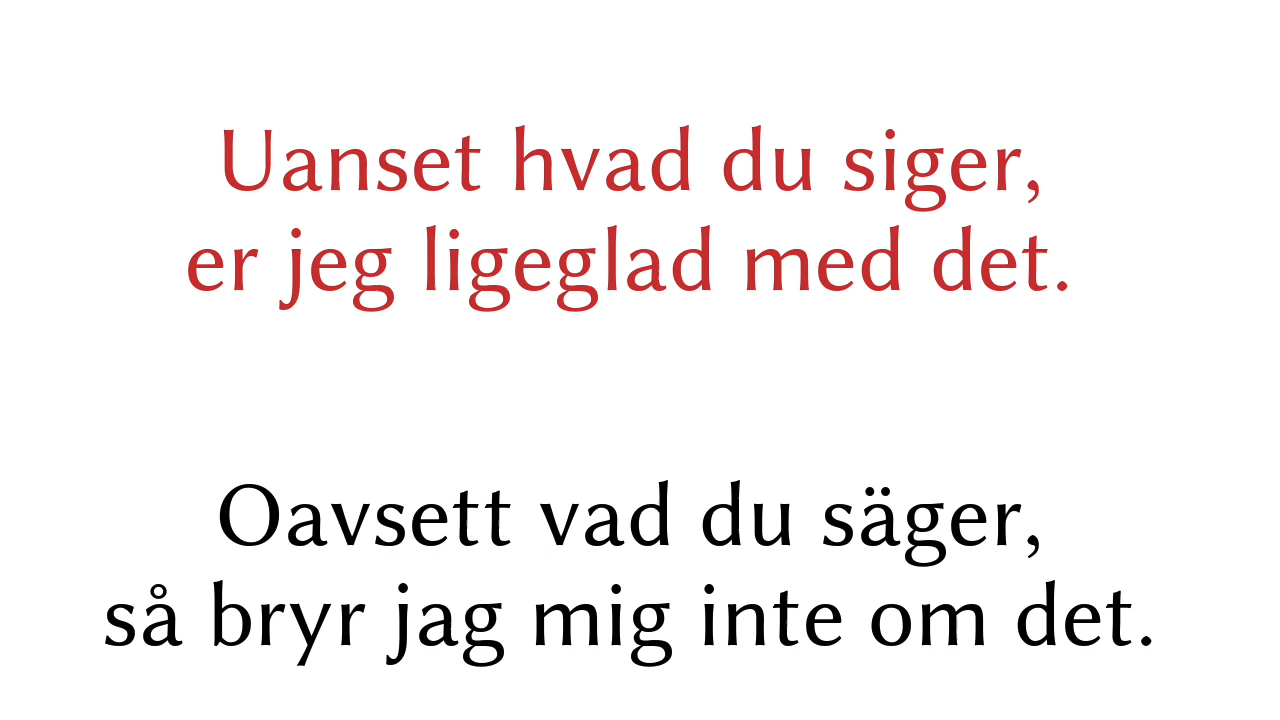 Uanset hvad du siger,
er jeg ligeglad med det.
Oavsett vad du säger,
så bryr jag mig inte om det.